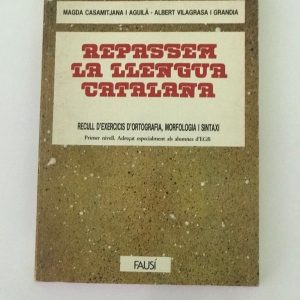 MAGDA CASAMITJANA I AGUILÀ - ALBERT VILAGRASA I GRANDIA
REPASSEM
LA LLENGUA
CATALANA
RECULL D'EXERCICIS D'ORTOGRAFIA, MORFOLOGIA I SINTAXI
Primer nivell. Adreçat especialment als alumnes d'EGB
FAUSÍ